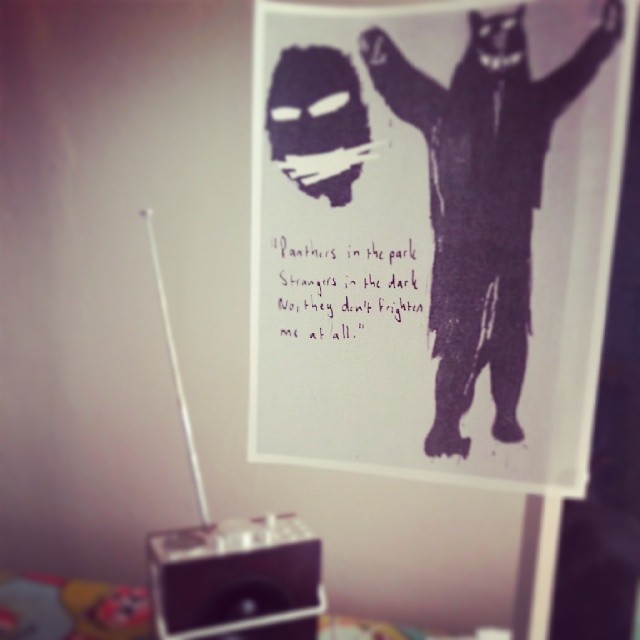 "Panthers in the park
Strangers in the dark
No, they don't frighten
me at all."